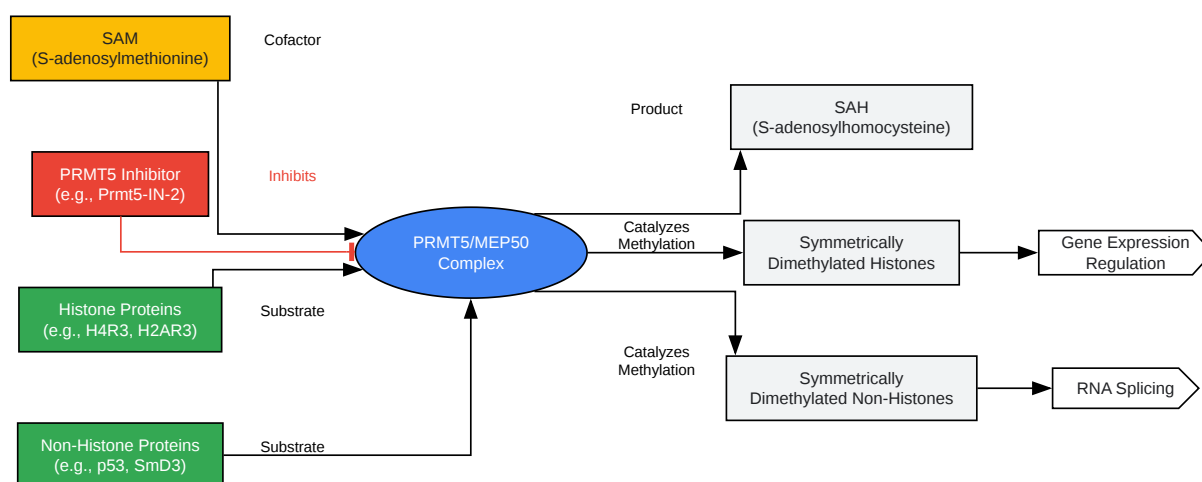 SAM
(S-adenosylmethionine)
Cofactor
Product
SAH
(S-adenosylhomocysteine)
PRMT5 Inhibitor
(e.g., Prmt5-IN-2)
Inhibits
PRMT5/MEP50
Complex
Catalyzes
Methylation
Symmetrically
Dimethylated Histones
Gene Expression
Regulation
Histone Proteins
(e.g., H4R3, H2AR3)
Substrate
Catalyzes
Methylation
Symmetrically
Dimethylated Non-Histones
RNA Splicing
Non-Histone Proteins
(e.g., p53, SmD3)
Substrate